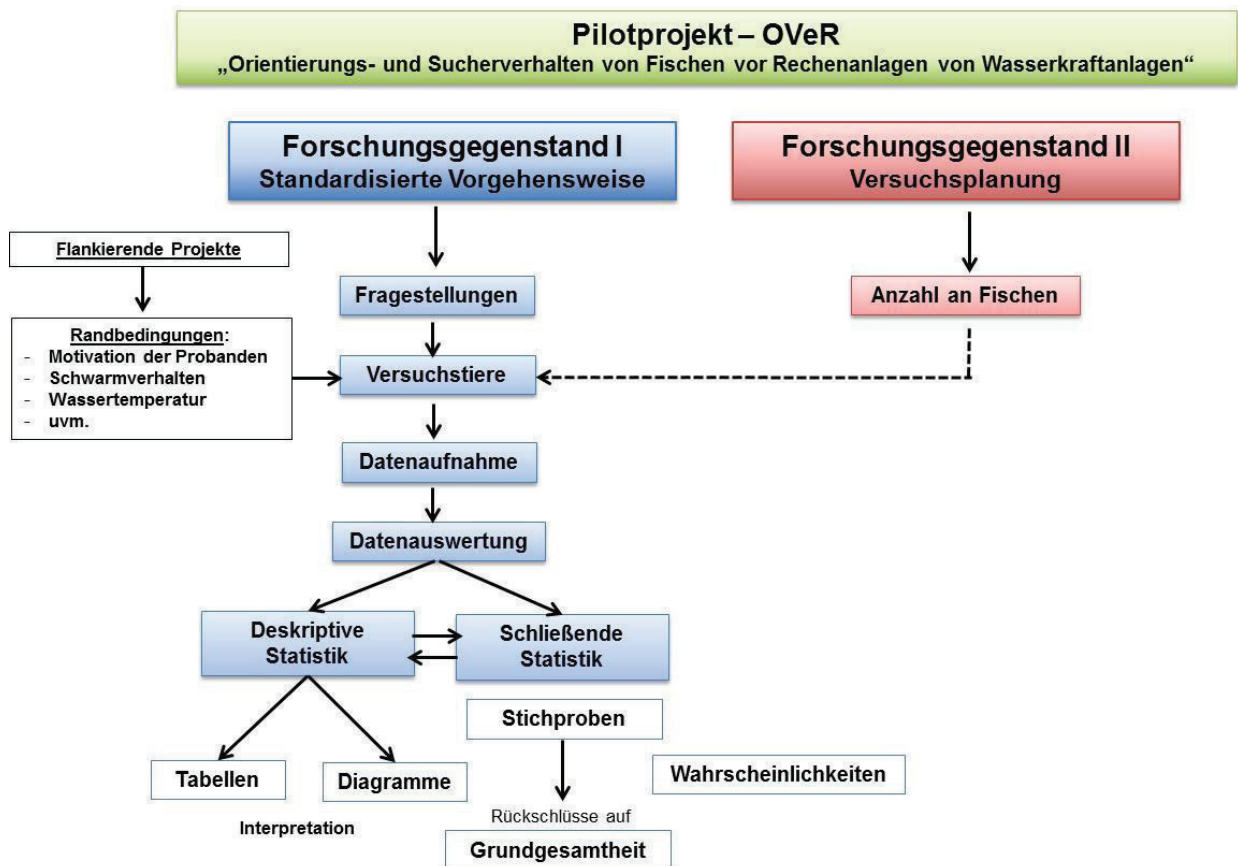 Pilotprojekt – OVeR
„Orientierungs- und Sucherverhalten von Fischen vor Rechenanlagen von Wasserkraftanlagen“
Forschungsgegenstand I
Standardisierte Vorgehensweise
Forschungsgegenstand II
Versuchsplanung
Flankierende Projekte
Fragestellungen
Anzahl an Fischen
Randbedingungen:
- Motivation der Probanden
- Schwarmverhalten
- Wassertemperatur
- uvm.
Versuchstiere
Datenaufnahme
Datenauswertung
Deskriptive
Statistik
Schließende
Statistik
Stichproben
Tabellen
Diagramme
Wahrscheinlichkeiten
Interpretation
Rückschlüsse auf
Grundgesamtheit